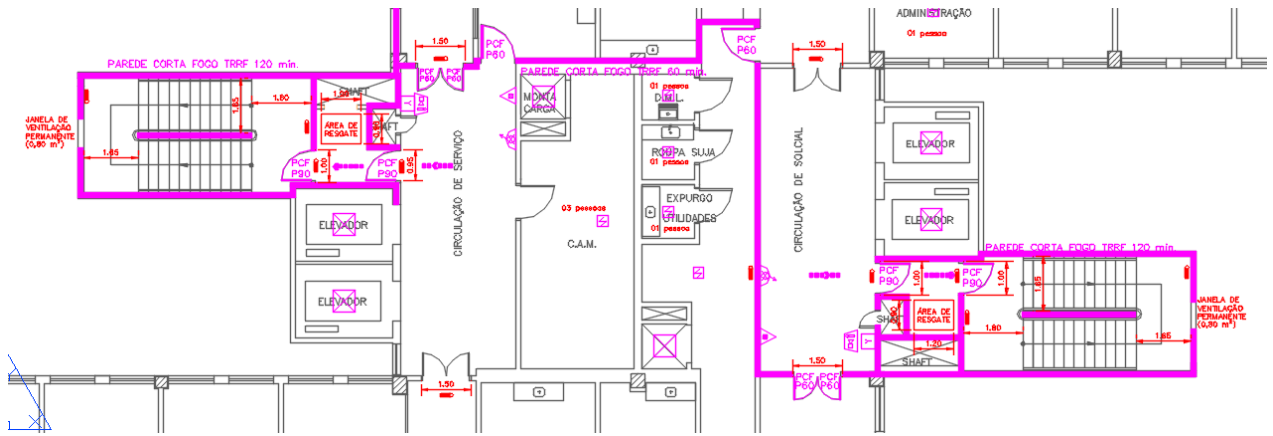 ADMINISTRAÇÃO
01 pessoa
1.50
PCF
P60
PCF
P60
PCF
P60
PCF
P60
1.50
PAREDE CORTA FOGO TRRF 120 min.
PAREDE CORTA FOGO TRRF 60 min.
SHAFT
1.65
1.80
MONTA
CARGA
01 pessoa
D.M.L.
JANELA DE
VENTILAÇÃO
PERMANENTE
(0,80 m²)
ÁREA DE
RESGATE
ROUPA SUJA
01 pessoa
1.65
PCF
P90
1.00
PCF
P90
0.95
ELEVADOR
CIRCULAÇÃO DE SERVIÇO
03 pessoas
C.A.M.
EXPURGO
UTILIDADES
01 pessoa
CIRCULAÇÃO DE SOLCIAL
ELEVADOR
ELEVADOR
ELEVADOR
PAREDE CORTA FOGO TRRF 120 min.
PCF
P90
1.00
PCF
P90
1.00
1.65
ÁREA DE
RESGATE
1.80
1.65
JANELA DE
VENTILAÇÃO
PERMANENTE
(0,80 m²)
1.20
SHAFT
1.50
1.50
PCF
P60
PCF
P60